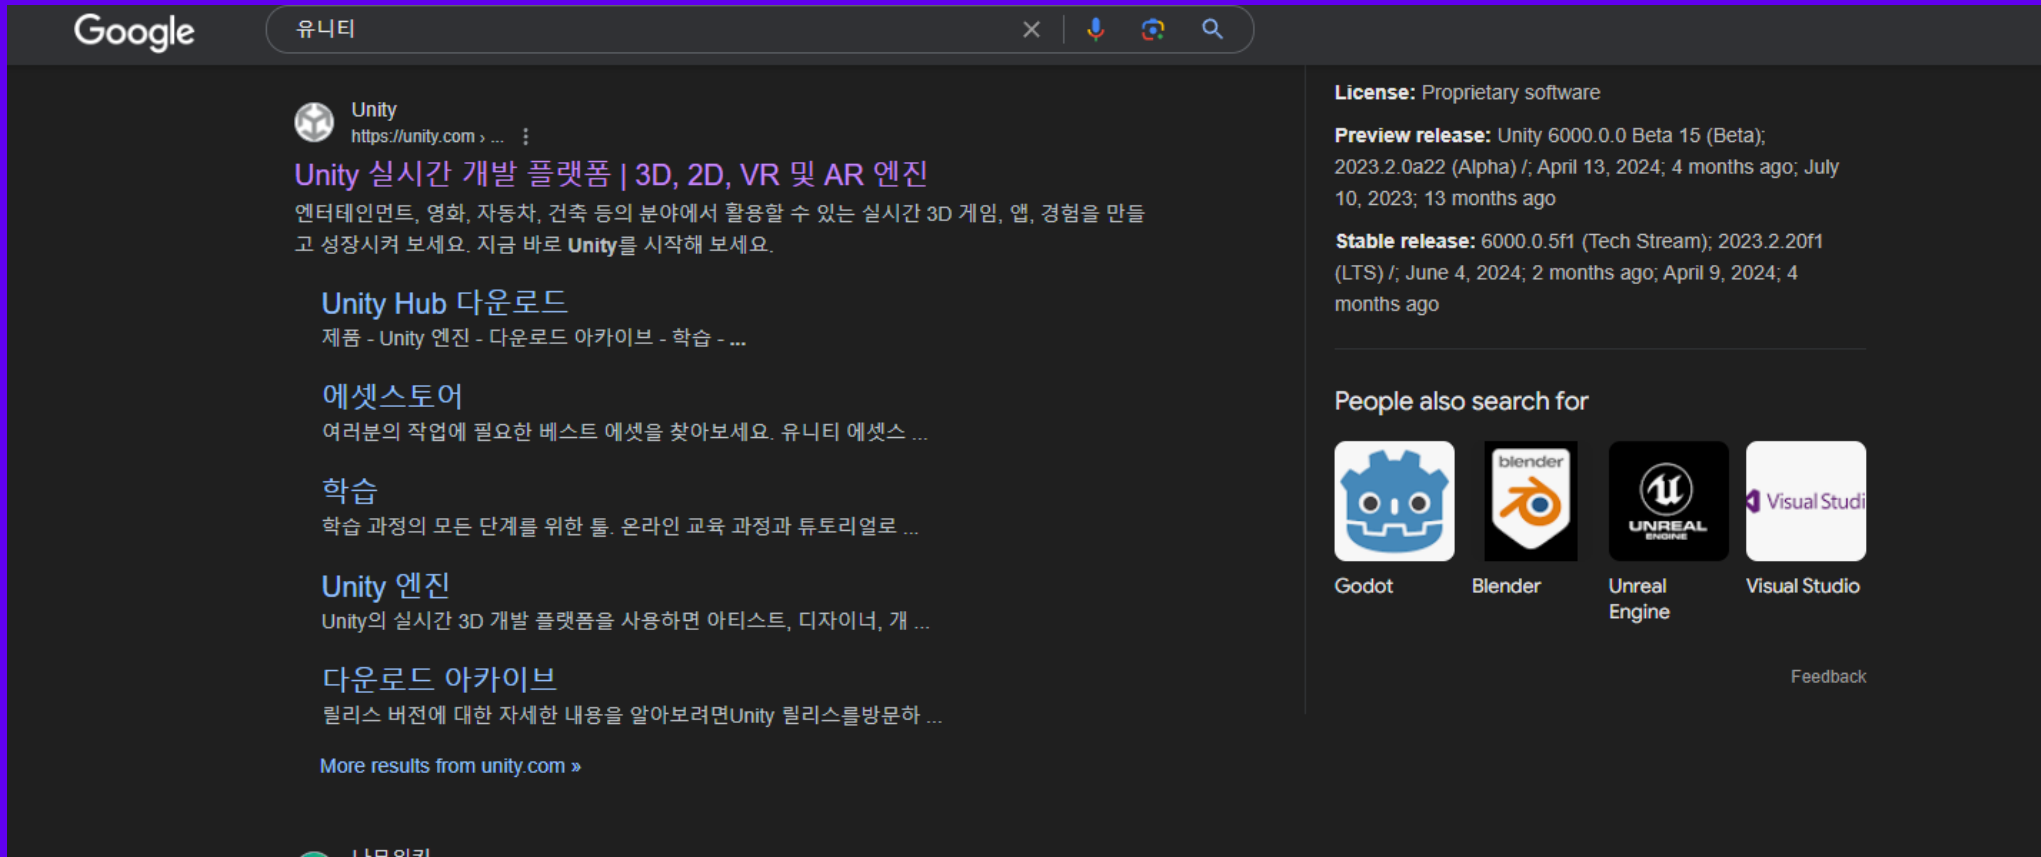 Google
유니티
Unity
https://unity.com › ...
Unity 실시간 개발 플랫폼 | 3D, 2D, VR 및 AR 엔진
엔터테인먼트, 영화, 자동차, 건축 등의 분야에서 활용할 수 있는 실시간 3D 게임, 앱, 경험을 만들
고 성장시켜 보세요. 지금 바로 Unity를 시작해 보세요.
Unity Hub 다운로드
제품 - Unity 엔진 - 다운로드 아카이브 - 학습 - ...
에셋스토어
여러분의 작업에 필요한 베스트 에셋을 찾아보세요. 유니티 에셋스 ...
학습
학습 과정의 모든 단계를 위한 툴. 온라인 교육 과정과 튜토리얼로 ...
Unity 엔진
Unity의 실시간 3D 개발 플랫폼을 사용하면 아티스트, 디자이너, 개 ...
다운로드 아카이브
릴리스 버전에 대한 자세한 내용을 알아보려면Unity 릴리스를방문하 ...
More results from unity.com »
License: Proprietary software
Preview release: Unity 6000.0.0 Beta 15 (Beta);
2023.2.0a22 (Alpha) /; April 13, 2024; 4 months ago; July
10, 2023; 13 months ago
Stable release: 6000.0.5f1 (Tech Stream); 2023.2.20f1
(LTS) /; June 4, 2024; 2 months ago; April 9, 2024; 4
months ago
People also search for
blender
UNREAL
ENGINE
Visual Studi
Godot
Blender
Unreal
Engine
Visual Studio
Feedback